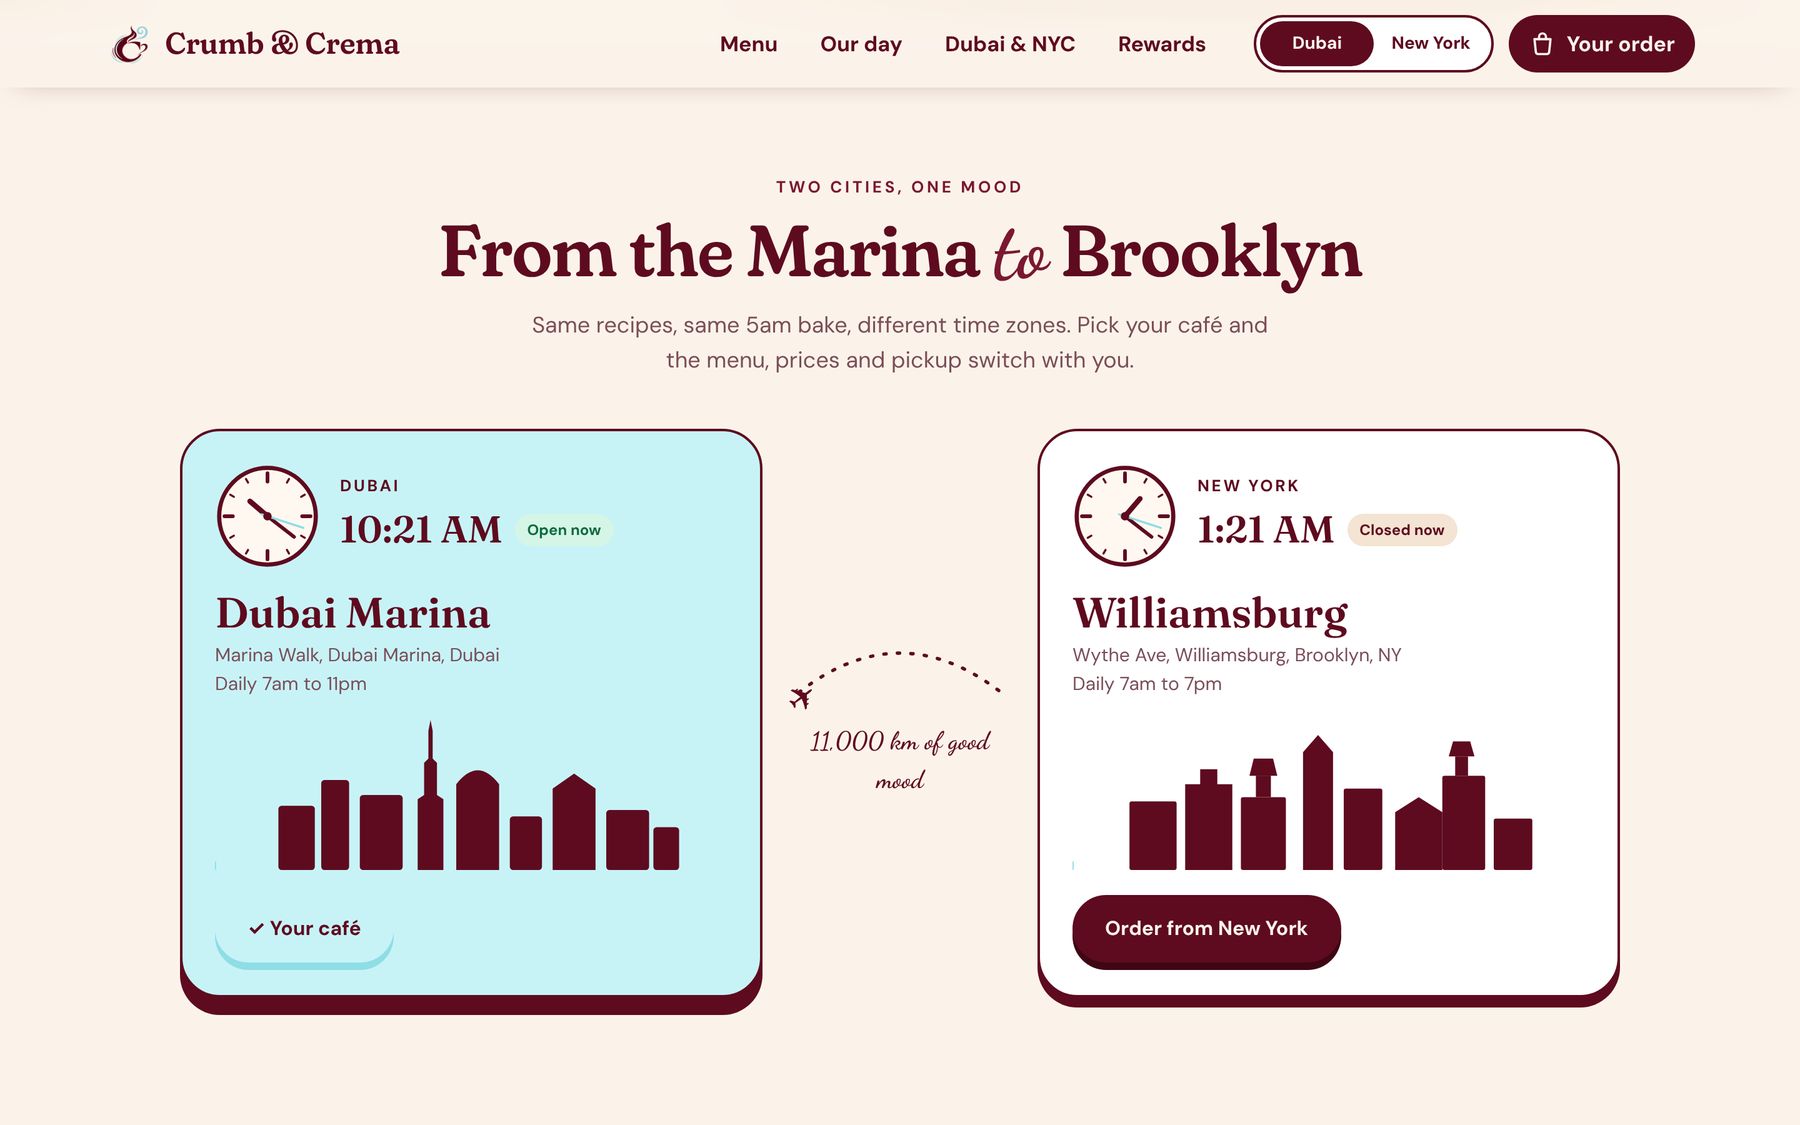 Crumb & Crema
Menu
Our day
Dubai & NYC
Rewards
Dubai
New York
Your order
TWO CITIES, ONE MOOD
From the Marina to Brooklyn
Same recipes, same 5am bake, different time zones. Pick your café and
the menu, prices and pickup switch with you.
DUBAI
10:21 AM
Open now
Dubai Marina
Marina Walk, Dubai Marina, Dubai
Daily 7am to 11pm
✓ Your café
11,000 km of good
mood
NEW YORK
1:21 AM
Closed now
Williamsburg
Wythe Ave, Williamsburg, Brooklyn, NY
Daily 7am to 7pm
Order from New York